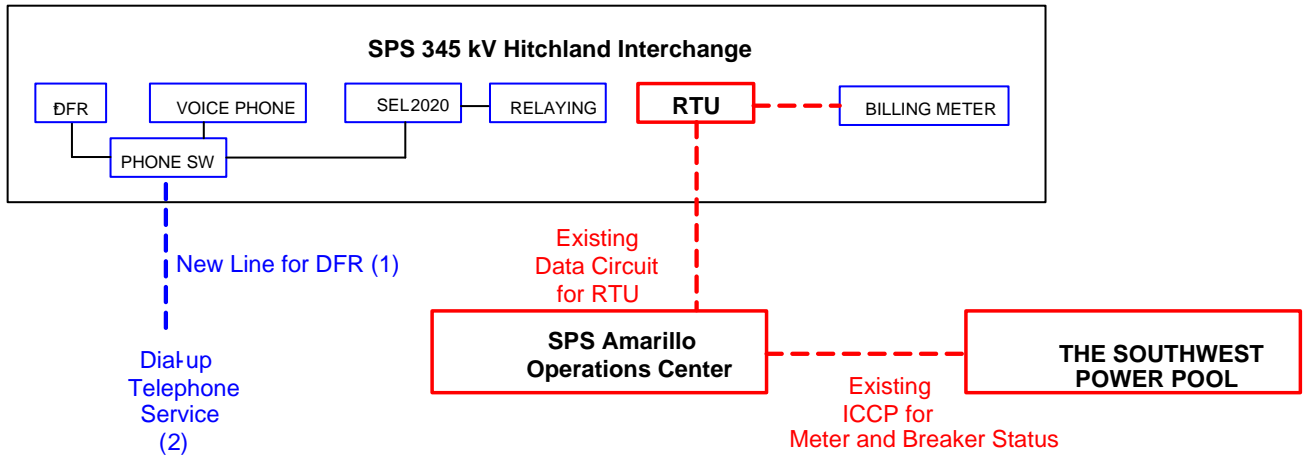 SPS 345 kV Hitchland Interchange
DFR
VOICE PHONE
SEL2020
RELAYING
RTU
BILLING METER
PHONE SW
New Line for DFR (1)
Existing
Data Circuit
for RTU
Dial-up
Telephone
Service
(2)
SPS Amarillo
Operations Center
THE SOUTHWEST
POWER POOL
Existing
ICCP for
Meter and Breaker Status